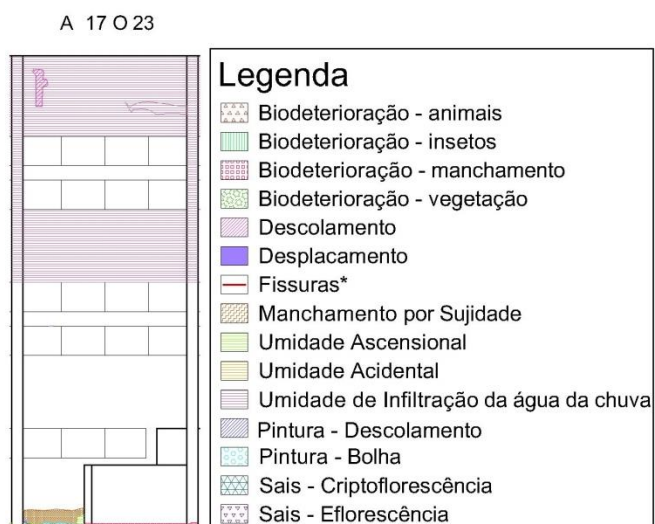 A 17 O 23
Legenda
Biodeterioração - animais
Biodeterioração - insetos
Biodeterioração - manchamento
Biodeterioração - vegetação
Descolamento
Desplacamento
Fissuras*
Manchamento por Sujidade
Umidade Ascensional
Umidade Acidental
Umidade de Infiltração da água da chuva
Pintura - Descolamento
Pintura - Bolha
Sais - Criptoflorescência
Sais - Eflorescência